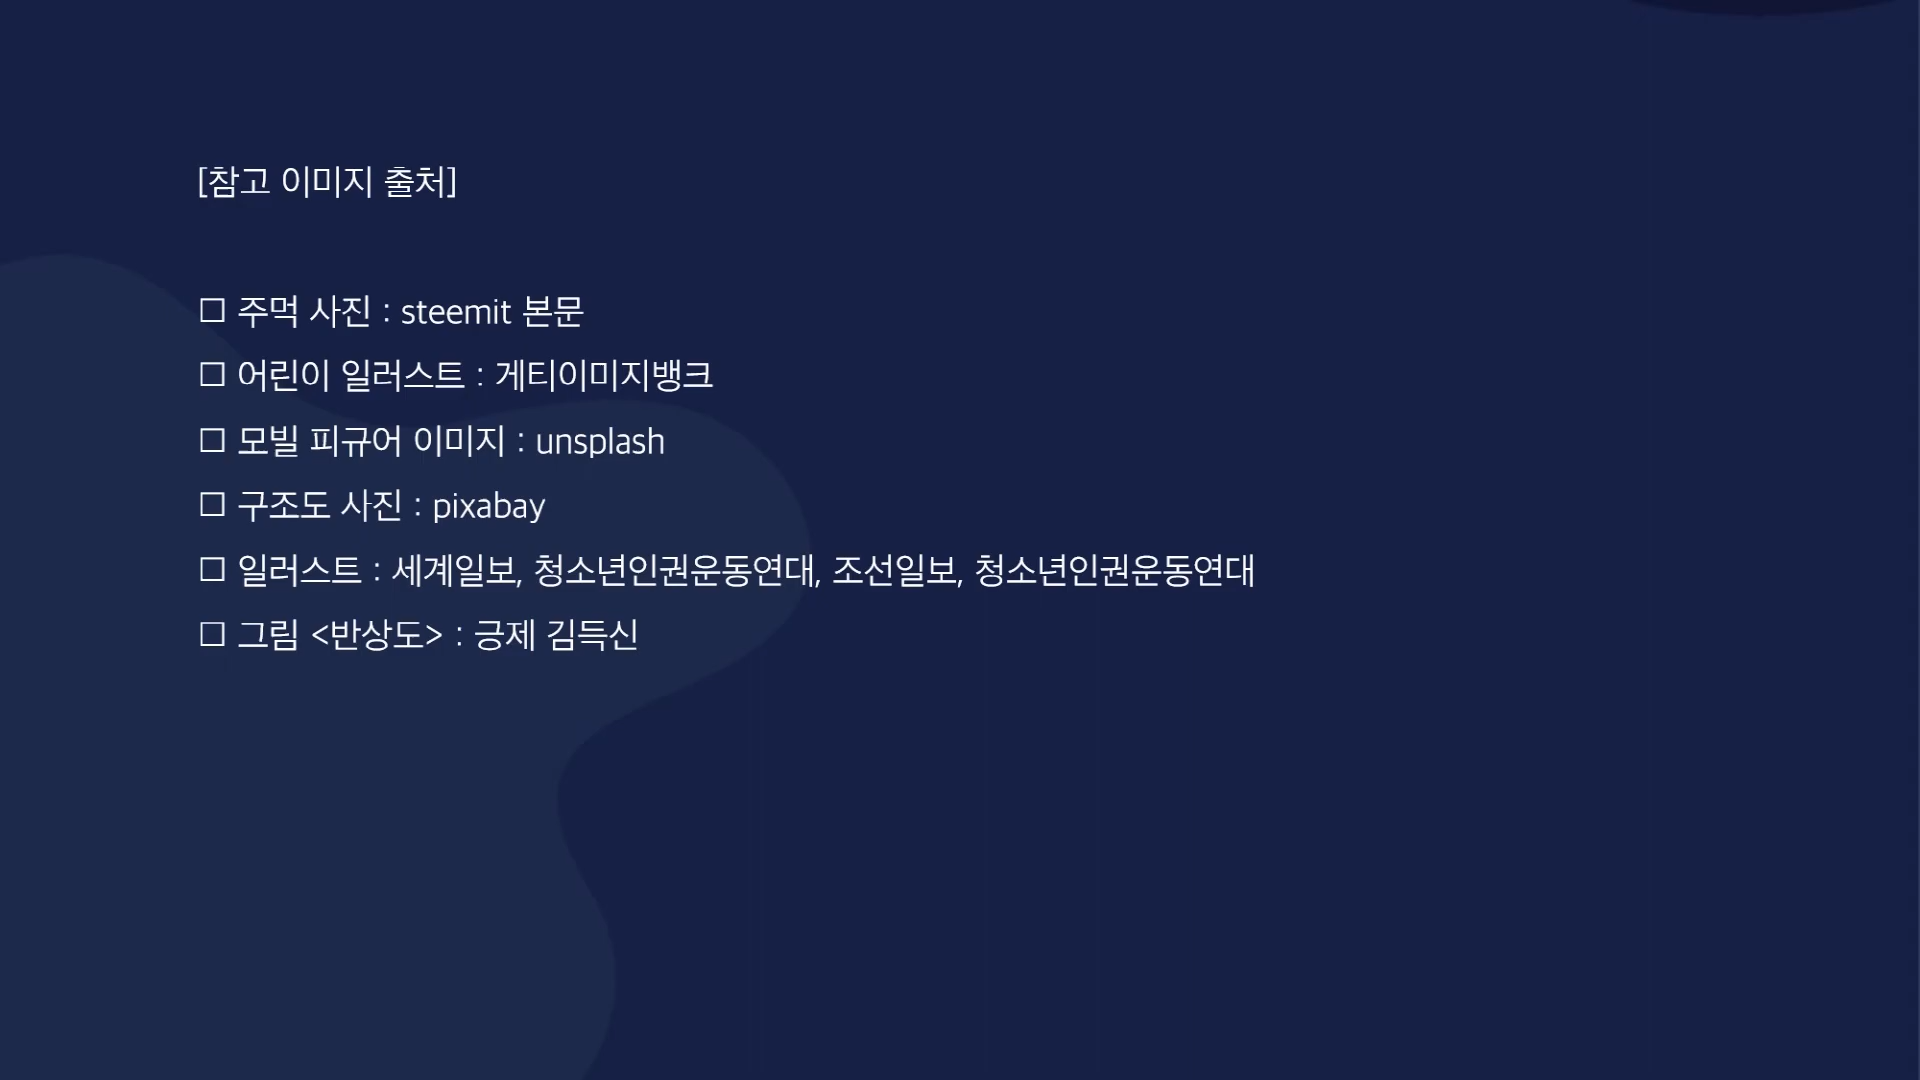 [참고 이미지 출처]
□ 주먹 사진 : steemit 본문
□ 어린이 일러스트 : 게티이미지뱅크
□ 모빌 피규어 이미지 : unsplash
□ 구조도 사진 : pixabay
□ 일러스트 : 세계일보, 청소년인권운동연대, 조선일보, 청소년인권운동연대
□ 그림 <반상도> : 긍제 김득신